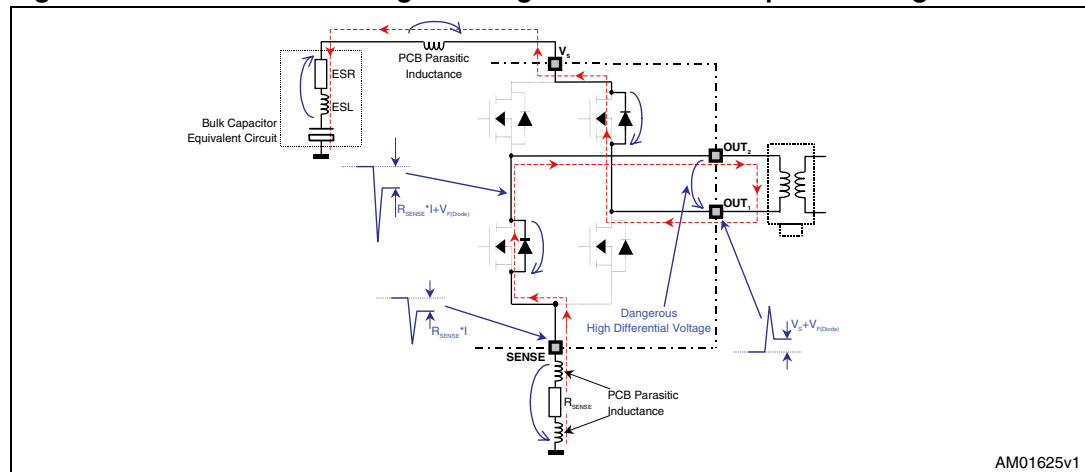 PCB Parasitic
Inductance
VS
ESR
ESL
Bulk Capacitor
Equivalent Circuit
OUT2
OUT1
RSENSE*I+VF(Diode)
RSENSE*I
Dangerous
High Differential Voltage
VS+VF(Diode)
SENSE
RSENSE
PCB Parasitic
Inductance
AM01625v1